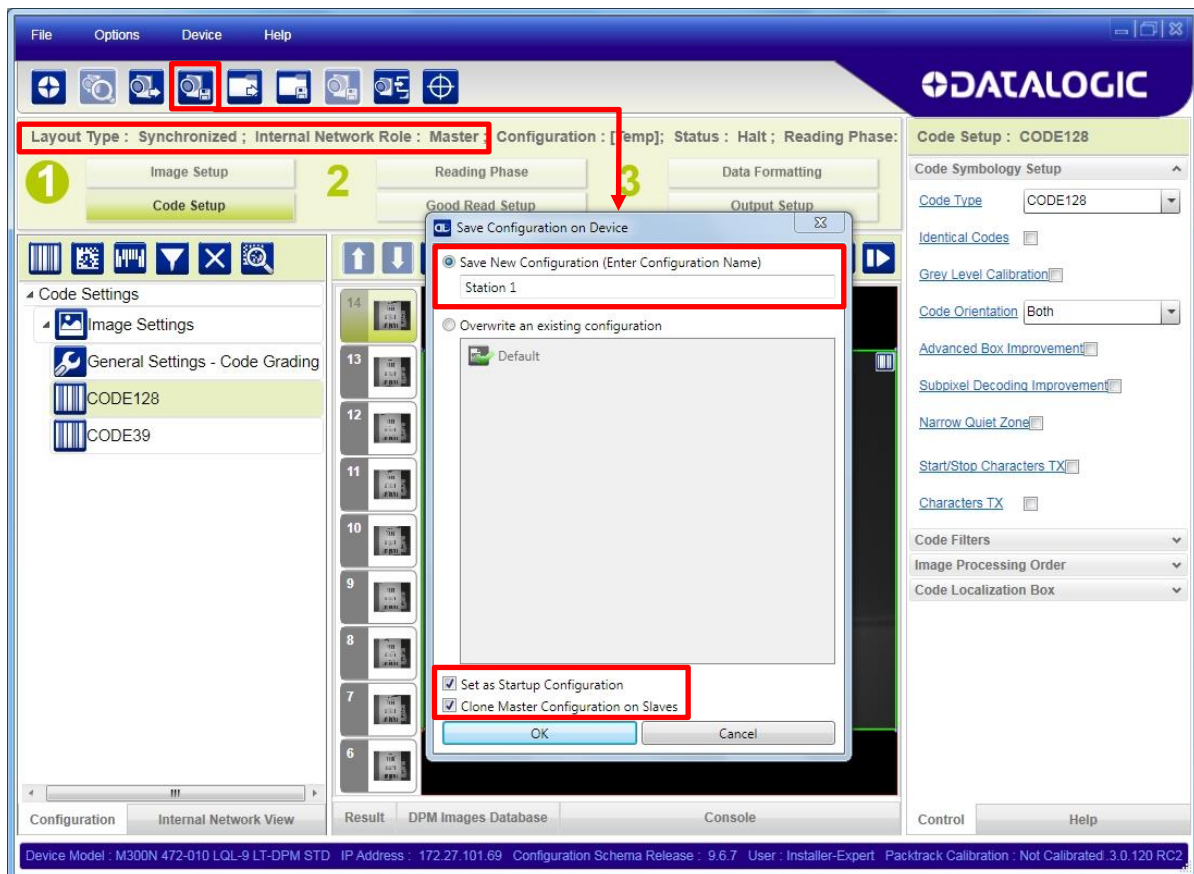 File Options Device Help
DATALOGIC
Layout Type : Synchronized ; Internal Network Role : Master ; Configuration : [Temp]; Status : Halt ; Reading Phase:
1 Image Setup 2 Reading Phase 3 Data Formatting
Code Setup Good Read Setup Output Setup
Code Settings
Image Settings
General Settings - Code Grading
CODE128
CODE39
14
13
12
11
10
9
8
7
6
Save Configuration on Device
Save New Configuration (Enter Configuration Name)
Station 1
Overwrite an existing configuration
Default
Set as Startup Configuration
Clone Master Configuration on Slaves
OK Cancel
Code Setup : CODE128
Code Symbology Setup
Code Type CODE128
Identical Codes
Grey Level Calibration
Code Orientation Both
Advanced Box Improvement
Subpixel Decoding Improvement
Narrow Quiet Zone
Start/Stop Characters TX
Characters TX
Code Filters
Image Processing Order
Code Localization Box
Configuration Internal Network View
Result DPM Images Database Console
Control Help
Device Model : M300N 472-010 LQL-9 LT-DPM STD IP Address : 172.27.101.69 Configuration Schema Release : 9.6.7 User : Installer-Expert Packtrack Calibration : Not Calibrated .3.0.120 RC2